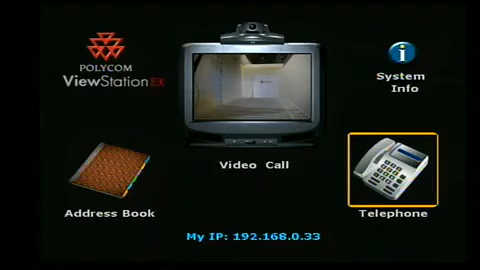 POLYCOM
ViewStation EX
System
Info
Video Call
Address Book
Telephone
My IP: 192.168.0.33